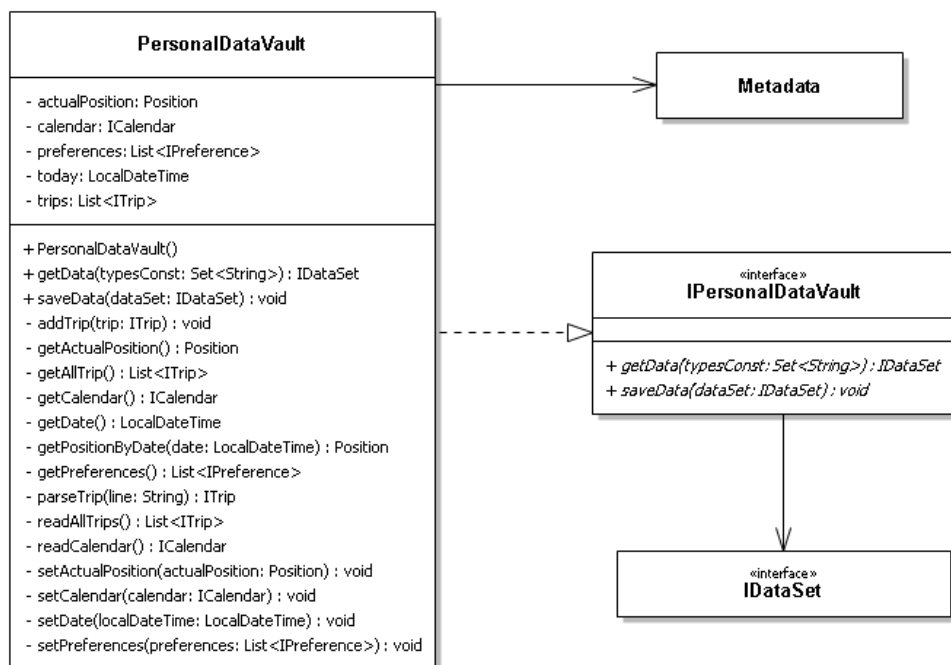 PersonalDataVault
- actualPosition: Position
- calendar: ICalendar
- preferences: List<IPreference>
- today: LocalDateTime
- trips: List<ITrip>
+ PersonalDataVault()
+ getData(typesConst: Set<String>) : IDataSet
+ saveData(dataSet: IDataSet) : void
- addTrip(trip: ITrip) : void
- getActualPosition() : Position
- getAllTrip() : List<ITrip>
- getCalendar() : ICalendar
- getDate() : LocalDateTime
- getPositionByDate(date: LocalDateTime) : Position
- getPreferences() : List<IPreference>
- parseTrip(line: String) : ITrip
- readAllTrips() : List<ITrip>
- readCalendar() : ICalendar
- setActualPosition(actualPosition: Position) : void
- setCalendar(calendar: ICalendar) : void
- setDate(localDateTime: LocalDateTime) : void
- setPreferences(preferences: List<IPreference>) : void
Metadata
«interface»
IPersonalDataVault
+ getData(typesConst: Set<String>) : IDataSet
+ saveData(dataSet: IDataSet) : void
«interface»
IDataSet